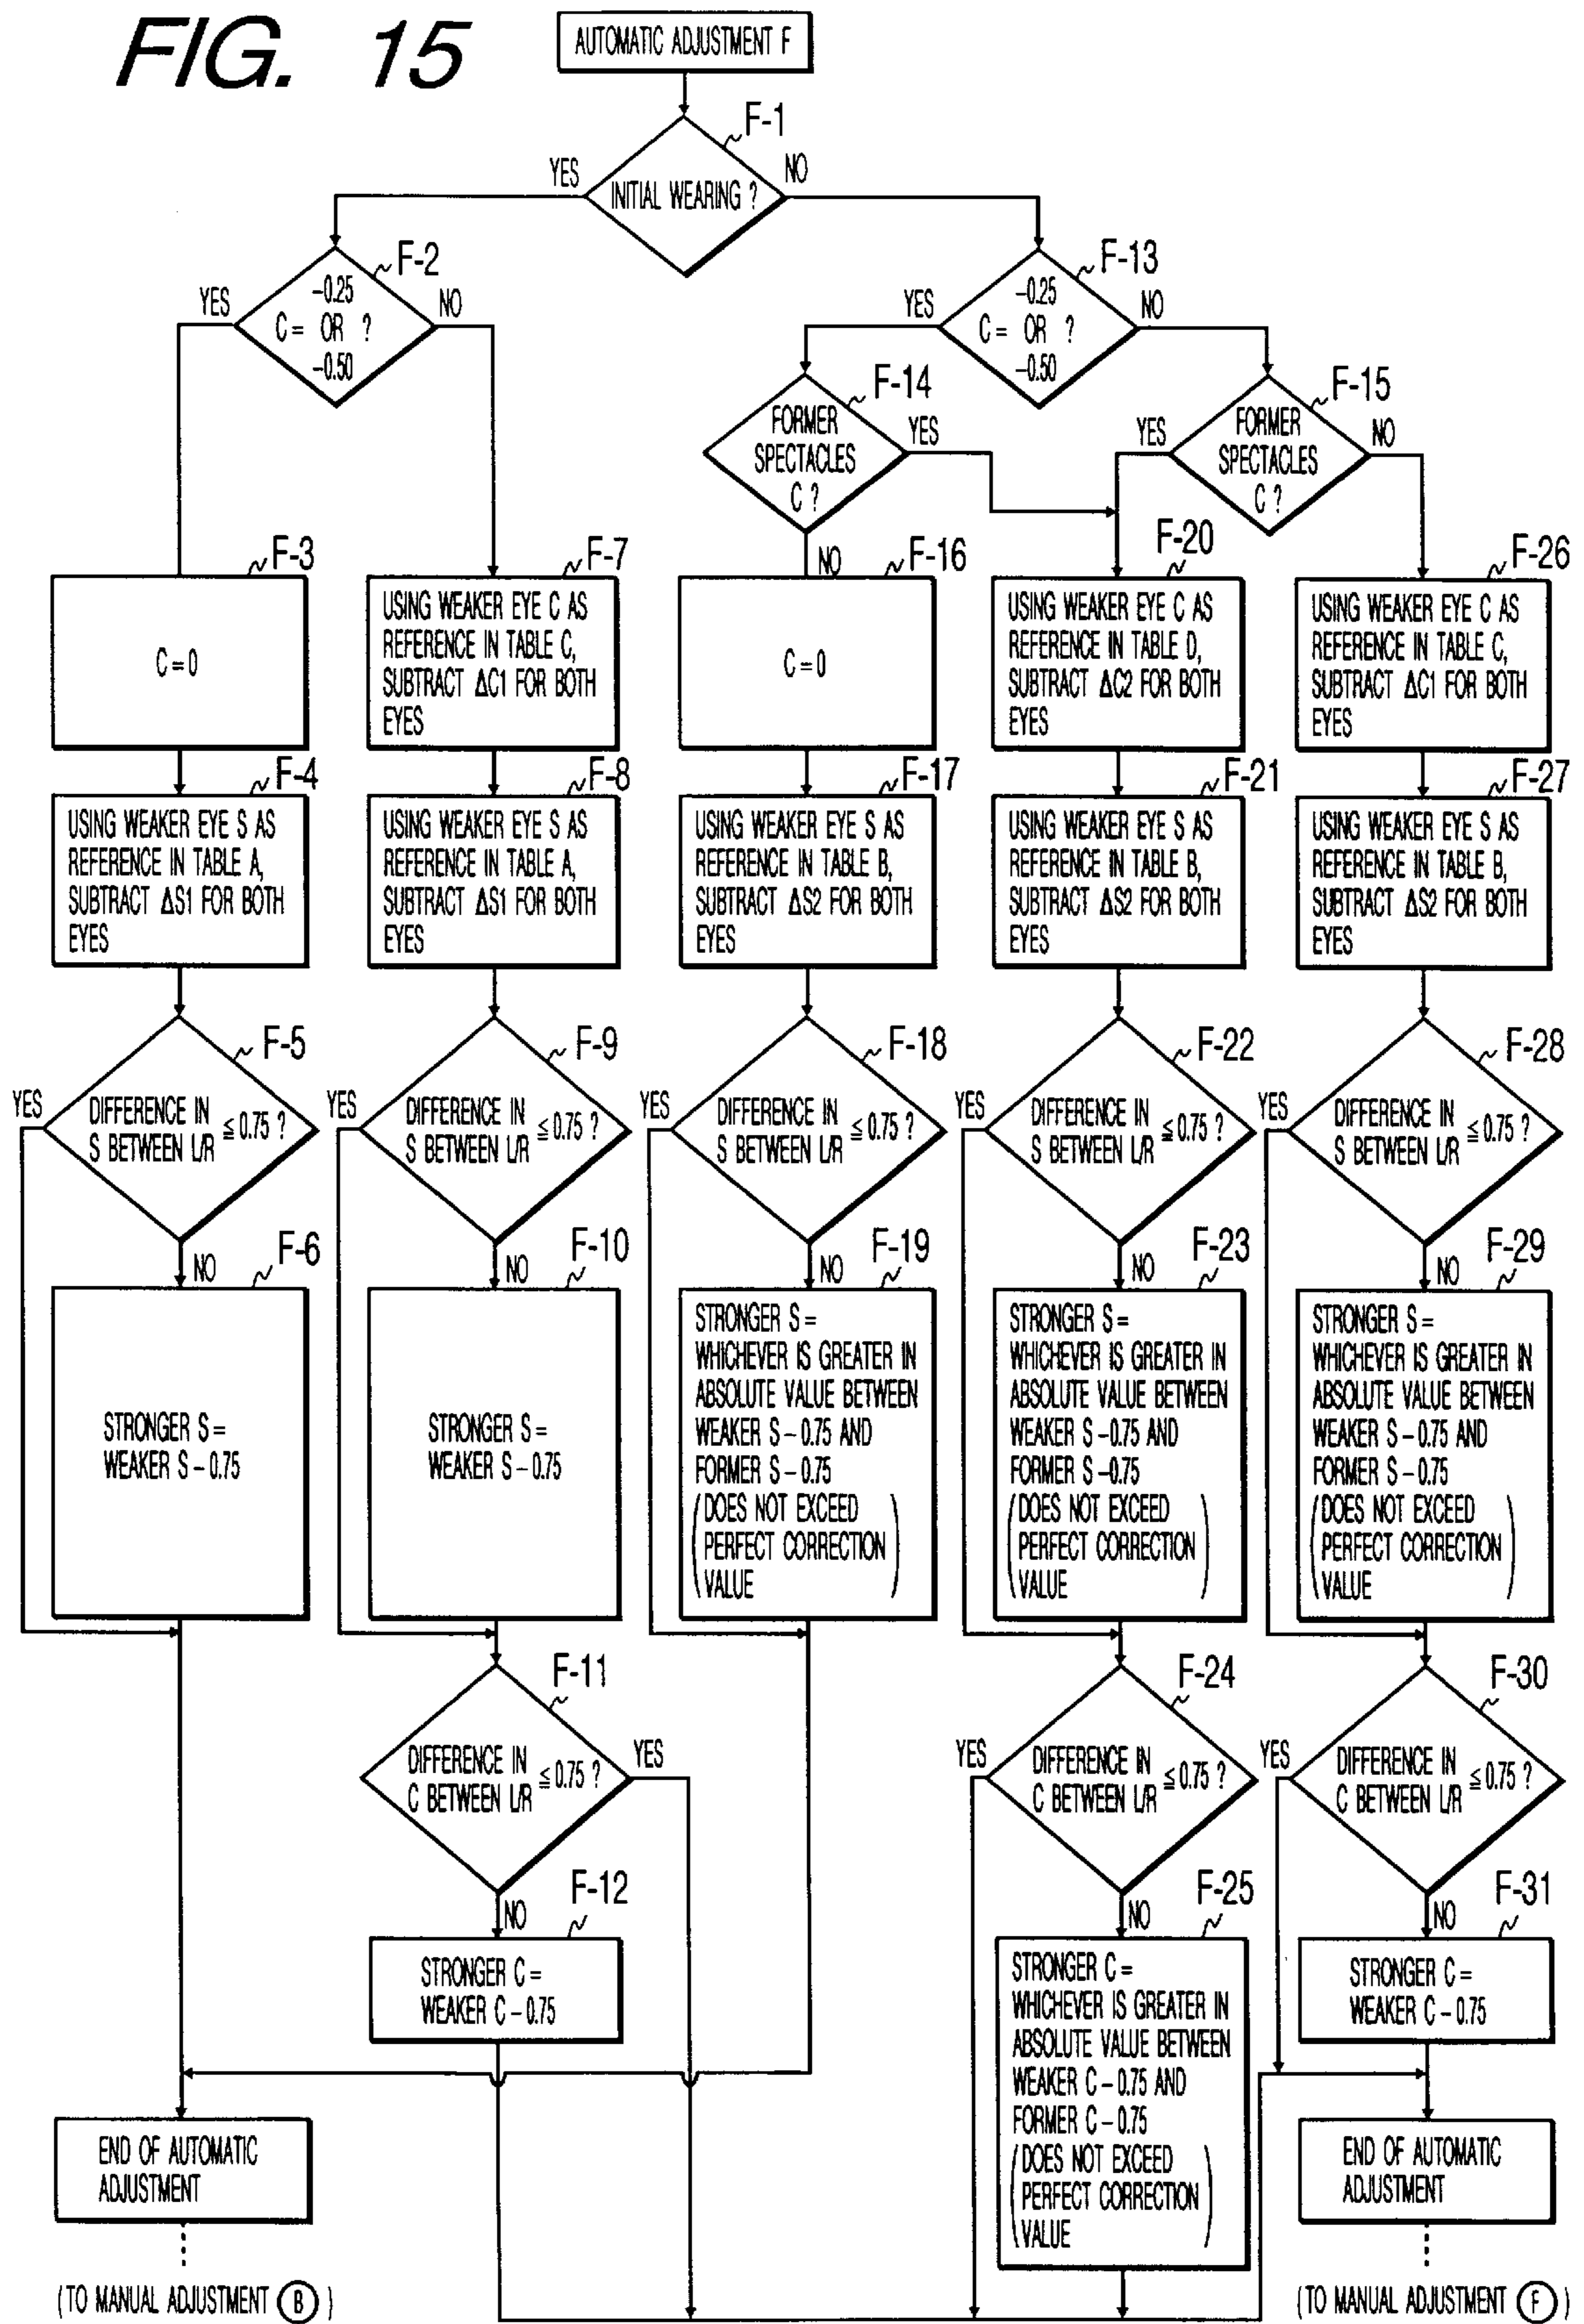 FIG. 15
AUTOMATIC ADJUSTMENT F
F-1
INITIAL WEARING ?
YES
NO
F-2
-0.25
C = OR ?
-0.50
YES
NO
F-13
-0.25
C = OR ?
-0.50
YES
NO
F-14
FORMER
SPECTACLES
C ?
YES
NO
F-15
FORMER
SPECTACLES
C ?
YES
NO
F-3
C = 0
F-7
USING WEAKER EYE C AS
REFERENCE IN TABLE C,
SUBTRACT ΔC1 FOR BOTH
EYES
F-16
C = 0
F-20
USING WEAKER EYE C AS
REFERENCE IN TABLE D,
SUBTRACT ΔC2 FOR BOTH
EYES
F-26
USING WEAKER EYE C AS
REFERENCE IN TABLE C,
SUBTRACT ΔC1 FOR BOTH
EYES
F-4
USING WEAKER EYE S AS
REFERENCE IN TABLE A,
SUBTRACT ΔS1 FOR BOTH
EYES
F-8
USING WEAKER EYE S AS
REFERENCE IN TABLE A,
SUBTRACT ΔS1 FOR BOTH
EYES
F-17
USING WEAKER EYE S AS
REFERENCE IN TABLE B,
SUBTRACT ΔS2 FOR BOTH
EYES
F-21
USING WEAKER EYE S AS
REFERENCE IN TABLE B,
SUBTRACT ΔS2 FOR BOTH
EYES
F-27
USING WEAKER EYE S AS
REFERENCE IN TABLE B,
SUBTRACT ΔS2 FOR BOTH
EYES
F-5
YES
DIFFERENCE IN
S BETWEEN L/R ≦ 0.75 ?
NO
F-9
YES
DIFFERENCE IN
S BETWEEN L/R ≦ 0.75 ?
NO
F-18
YES
DIFFERENCE IN
S BETWEEN L/R ≦ 0.75 ?
NO
F-22
YES
DIFFERENCE IN
S BETWEEN L/R ≦ 0.75 ?
NO
F-28
YES
DIFFERENCE IN
S BETWEEN L/R ≦ 0.75 ?
NO
F-6
STRONGER S =
WEAKER S - 0.75
F-10
STRONGER S =
WEAKER S - 0.75
F-19
STRONGER S =
WHICHEVER IS GREATER IN
ABSOLUTE VALUE BETWEEN
WEAKER S - 0.75 AND
FORMER S - 0.75
(DOES NOT EXCEED
PERFECT CORRECTION
VALUE)
F-23
STRONGER S =
WHICHEVER IS GREATER IN
ABSOLUTE VALUE BETWEEN
WEAKER S - 0.75 AND
FORMER S - 0.75
(DOES NOT EXCEED
PERFECT CORRECTION
VALUE)
F-29
STRONGER S =
WHICHEVER IS GREATER IN
ABSOLUTE VALUE BETWEEN
WEAKER S - 0.75 AND
FORMER S - 0.75
(DOES NOT EXCEED
PERFECT CORRECTION
VALUE)
F-11
DIFFERENCE IN
C BETWEEN L/R ≦ 0.75 ?
YES
NO
F-24
YES
DIFFERENCE IN
C BETWEEN L/R ≦ 0.75 ?
NO
F-30
YES
DIFFERENCE IN
C BETWEEN L/R ≦ 0.75 ?
NO
F-12
STRONGER C =
WEAKER C - 0.75
F-25
STRONGER C =
WHICHEVER IS GREATER IN
ABSOLUTE VALUE BETWEEN
WEAKER C - 0.75 AND
FORMER C - 0.75
(DOES NOT EXCEED
PERFECT CORRECTION
VALUE)
F-31
STRONGER C =
WEAKER C - 0.75
END OF AUTOMATIC
ADJUSTMENT
(TO MANUAL ADJUSTMENT B )
END OF AUTOMATIC
ADJUSTMENT
(TO MANUAL ADJUSTMENT F )